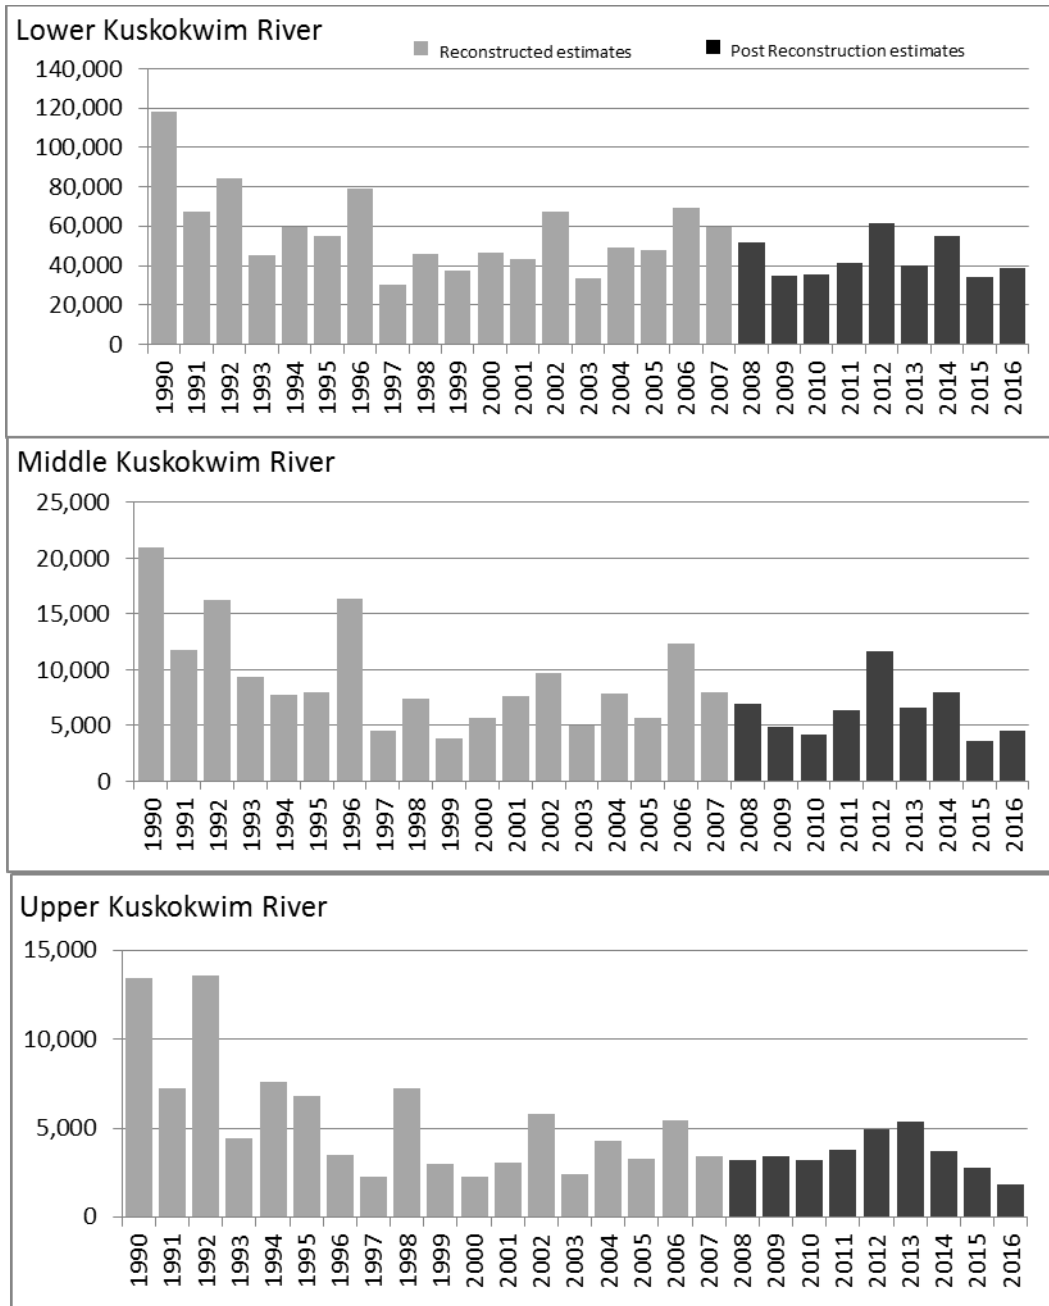 Lower Kuskokwim River
Reconstructed estimates Post Reconstruction estimates
140,000
120,000
100,000
80,000
60,000
40,000
20,000
0
1990 1991 1992 1993 1994 1995 1996 1997 1998 1999 2000 2001 2002 2003 2004 2005 2006 2007 2008 2009 2010 2011 2012 2013 2014 2015 2016
Middle Kuskokwim River
25,000
20,000
15,000
10,000
5,000
0
1990 1991 1992 1993 1994 1995 1996 1997 1998 1999 2000 2001 2002 2003 2004 2005 2006 2007 2008 2009 2010 2011 2012 2013 2014 2015 2016
Upper Kuskokwim River
15,000
10,000
5,000
0
1990 1991 1992 1993 1994 1995 1996 1997 1998 1999 2000 2001 2002 2003 2004 2005 2006 2007 2008 2009 2010 2011 2012 2013 2014 2015 2016